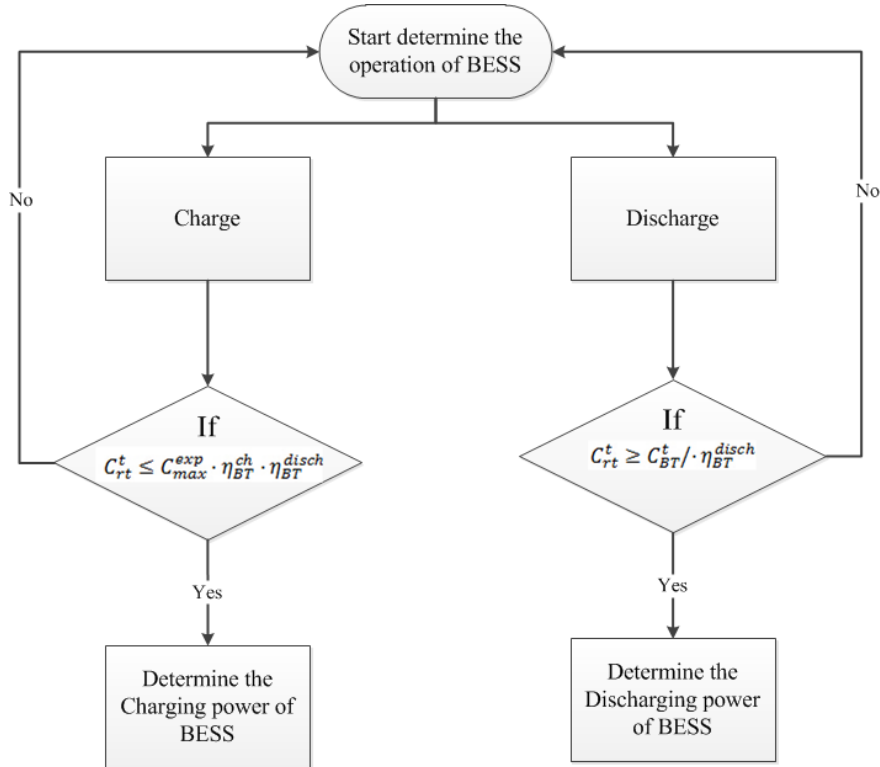 Start determine the
operation of BESS
No
No
Charge
Discharge
If
C_{rt}^{t} ≤ C_{max}^{exp} · η_{BT}^{ch} · η_{BT}^{disch}
If
C_{rt}^{t} ≥ C_{BT}^{t}/· η_{BT}^{disch}
Yes
Yes
Determine the
Charging power of
BESS
Determine the
Discharging power
of BESS